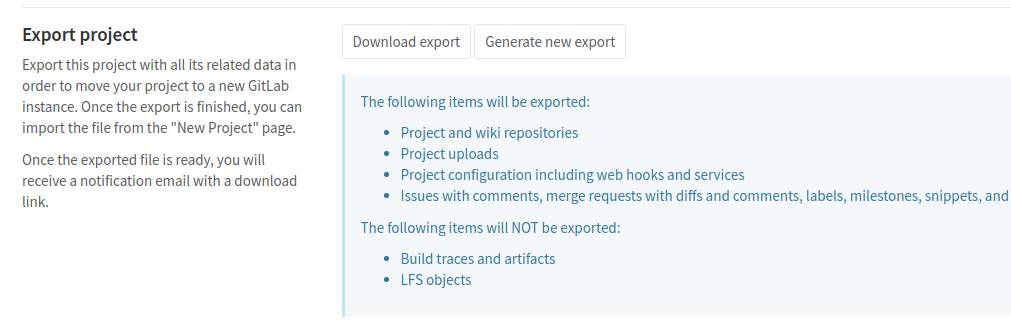 Export project
Export this project with all its related data in
order to move your project to a new GitLab
instance. Once the export is finished, you can
import the file from the "New Project" page.
Once the exported file is ready, you will
receive a notification email with a download
link.
Download export
Generate new export
The following items will be exported:
Project and wiki repositories
Project uploads
Project configuration including web hooks and services
Issues with comments, merge requests with diffs and comments, labels, milestones, snippets, and
The following items will NOT be exported:
Build traces and artifacts
LFS objects